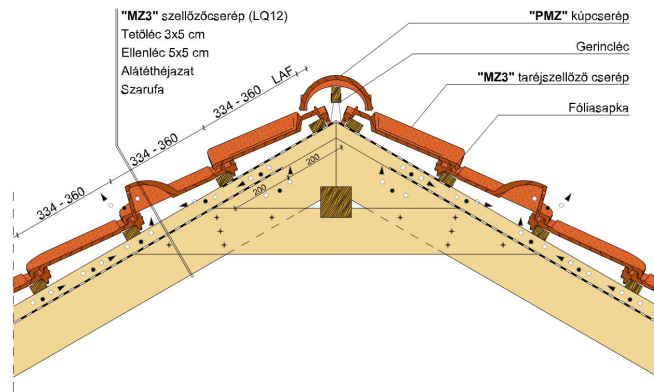 "MZ3" szellőzőcserép (LQ12)
Tetőléc 3x5 cm
Ellenléc 5x5 cm
Alátéthéjazat
Szarufa
"PMZ" kúpcserép
Gerincléc
"MZ3" taréjszellőző cserép
Fóliasapka
LAF
334 - 360
334 - 360
334 - 360
200
200